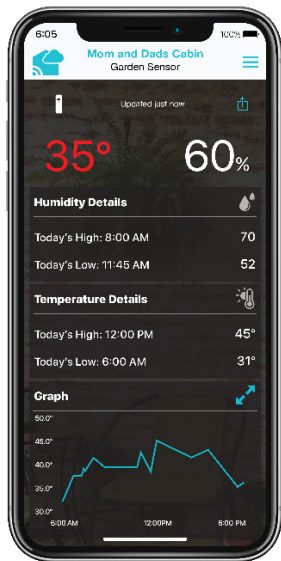 6:05
100%
Mom and Dads Cabin
Garden Sensor
Updated just now
35° 60%
Humidity Details
Today's High: 8:00 AM 70
Today's Low: 11:45 AM 52
Temperature Details
Today's High: 12:00 PM 45°
Today's Low: 6:00 AM 31°
Graph
50.0°
45.0°
40.0°
35.0°
30.0°
6:00 AM 12:00PM 6:00 PM